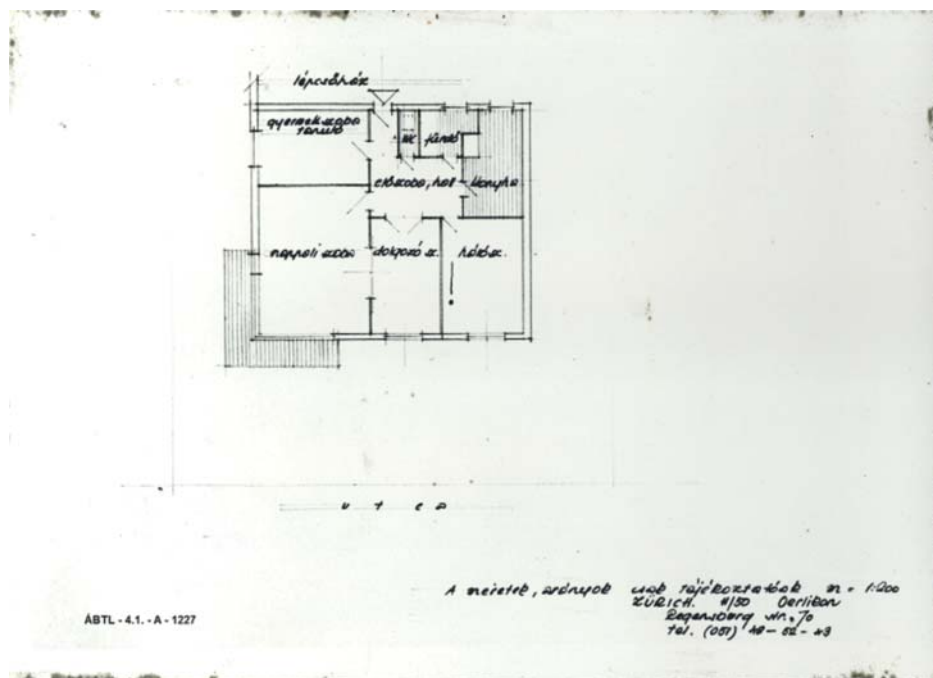 lépcsőház
gyermekszoba
tanuló
wc
fürdő
előszoba, hall
konyha
nappali szoba
dolgozó sz.
hálósz.
u t c a
A méretek, arányok csak tájékoztatóak m = 1:200
ZÜRICH. 11/50 Oerlikon
Regensberg str. 70
tel. (051) 48-52-43
ÁBTL - 4.1. - A - 1227